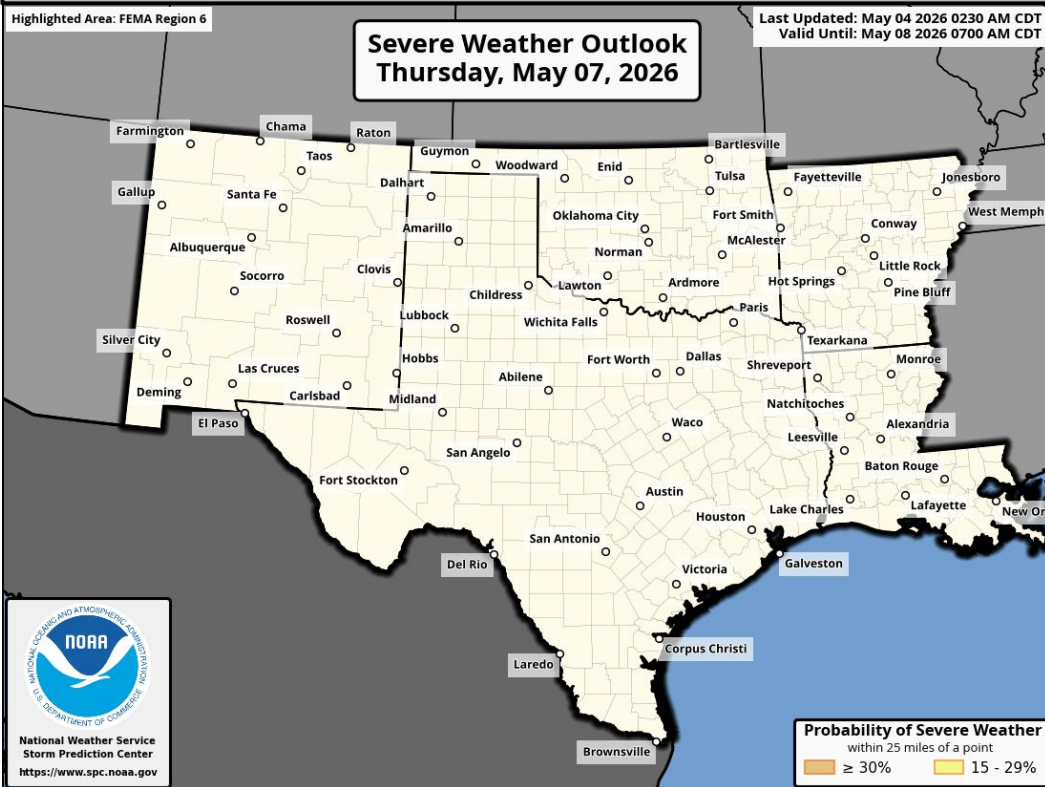 Highlighted Area: FEMA Region 6
Severe Weather Outlook
Thursday, May 07, 2026
Last Updated: May 04 2026 0230 AM CDT
Valid Until: May 08 2026 0700 AM CDT
Farmington
Chama
Raton
Taos
Guymon
Woodward
Enid
Bartlesville
Tulsa
Fayetteville
Jonesboro
Gallup
Santa Fe
Dalhart
Oklahoma City
Fort Smith
West Memph
Albuquerque
Amarillo
Norman
McAlester
Conway
Socorro
Clovis
Childress
Lawton
Ardmore
Hot Springs
Little Rock
Pine Bluff
Roswell
Lubbock
Wichita Falls
Paris
Texarkana
Silver City
Las Cruces
Hobbs
Fort Worth
Dallas
Shreveport
Monroe
Deming
Carlsbad
Midland
Abilene
Natchitoches
El Paso
San Angelo
Waco
Leesville
Alexandria
Fort Stockton
Austin
Baton Rouge
Houston
Lake Charles
Lafayette
New Or
Del Rio
San Antonio
Galveston
Victoria
Laredo
Corpus Christi
Brownsville
NATIONAL OCEANIC AND ATMOSPHERIC ADMINISTRATION
NOAA
U.S. DEPARTMENT OF COMMERCE
National Weather Service
Storm Prediction Center
https://www.spc.noaa.gov
Probability of Severe Weather
within 25 miles of a point
≥ 30%
15 - 29%